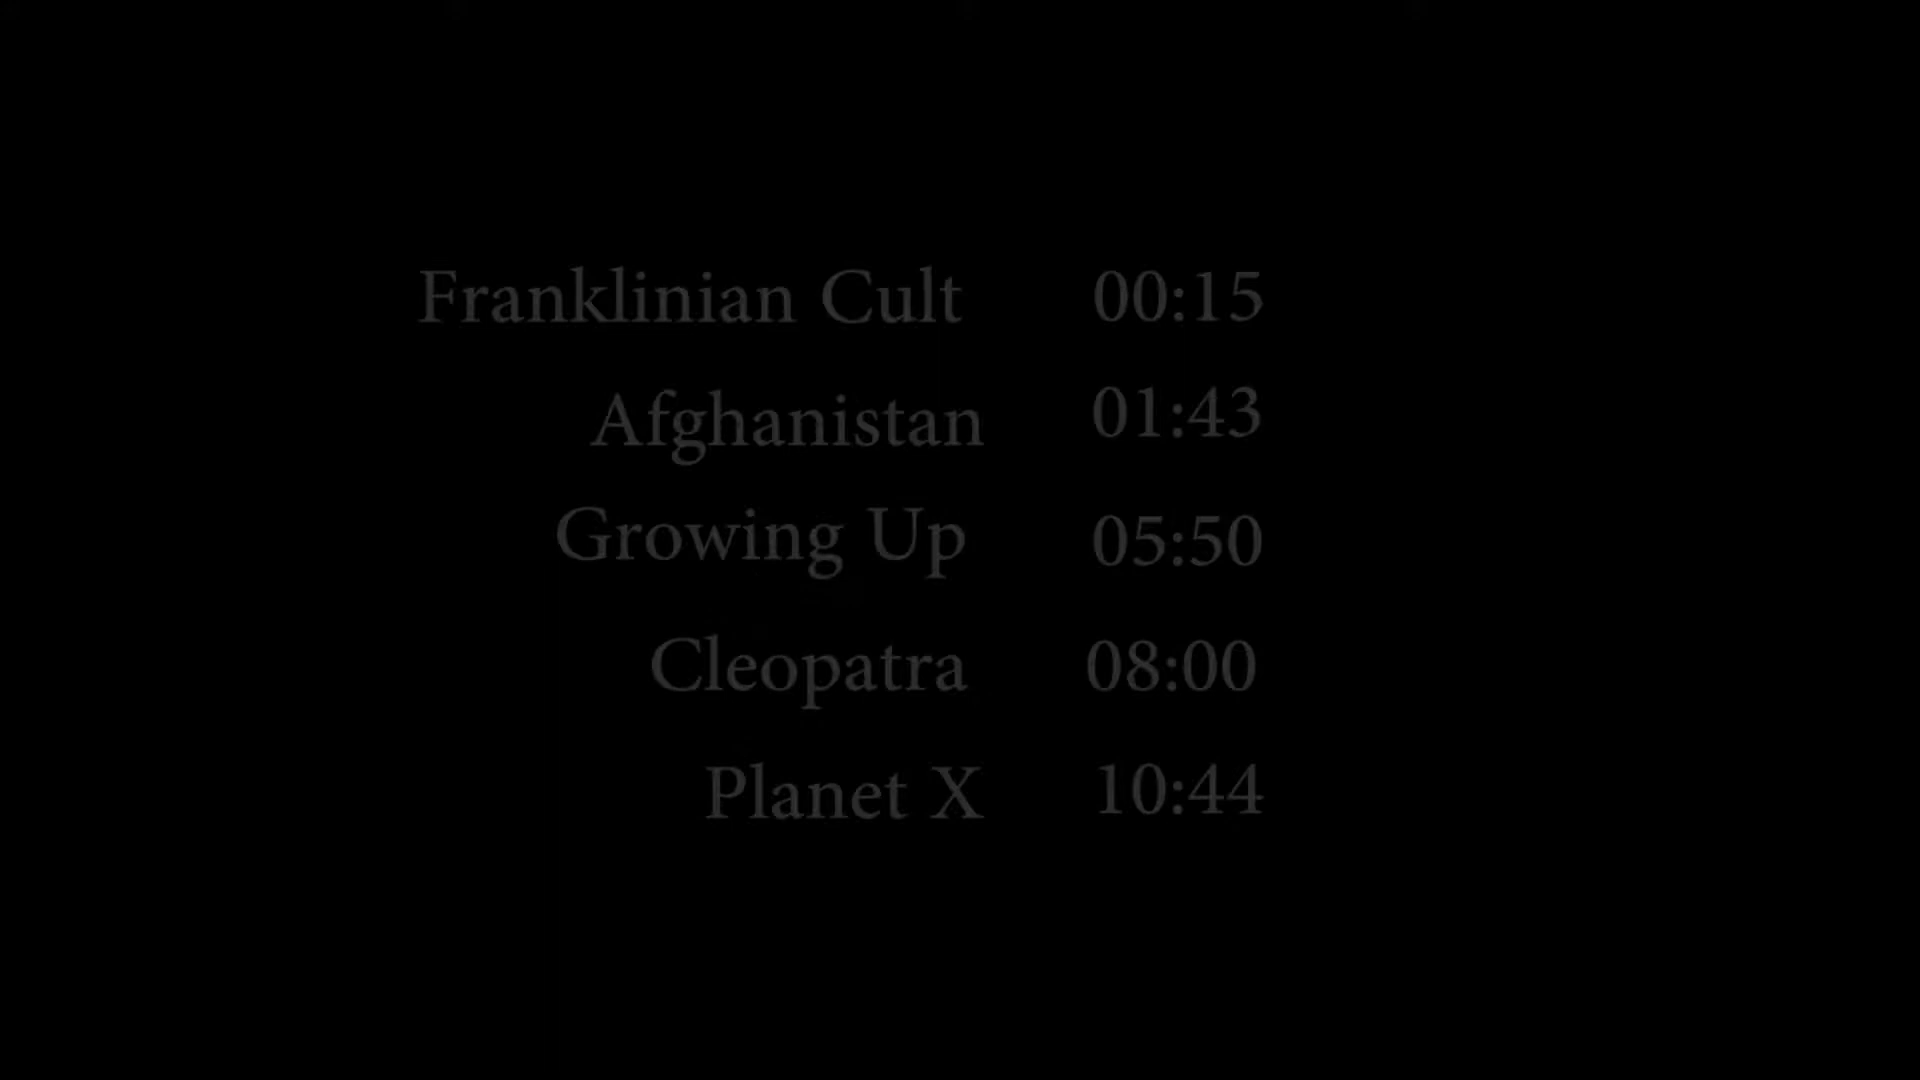 Franklinian Cult 00:15
Afghanistan 01:43
Growing Up 05:50
Cleopatra 08:00
Planet X 10:44